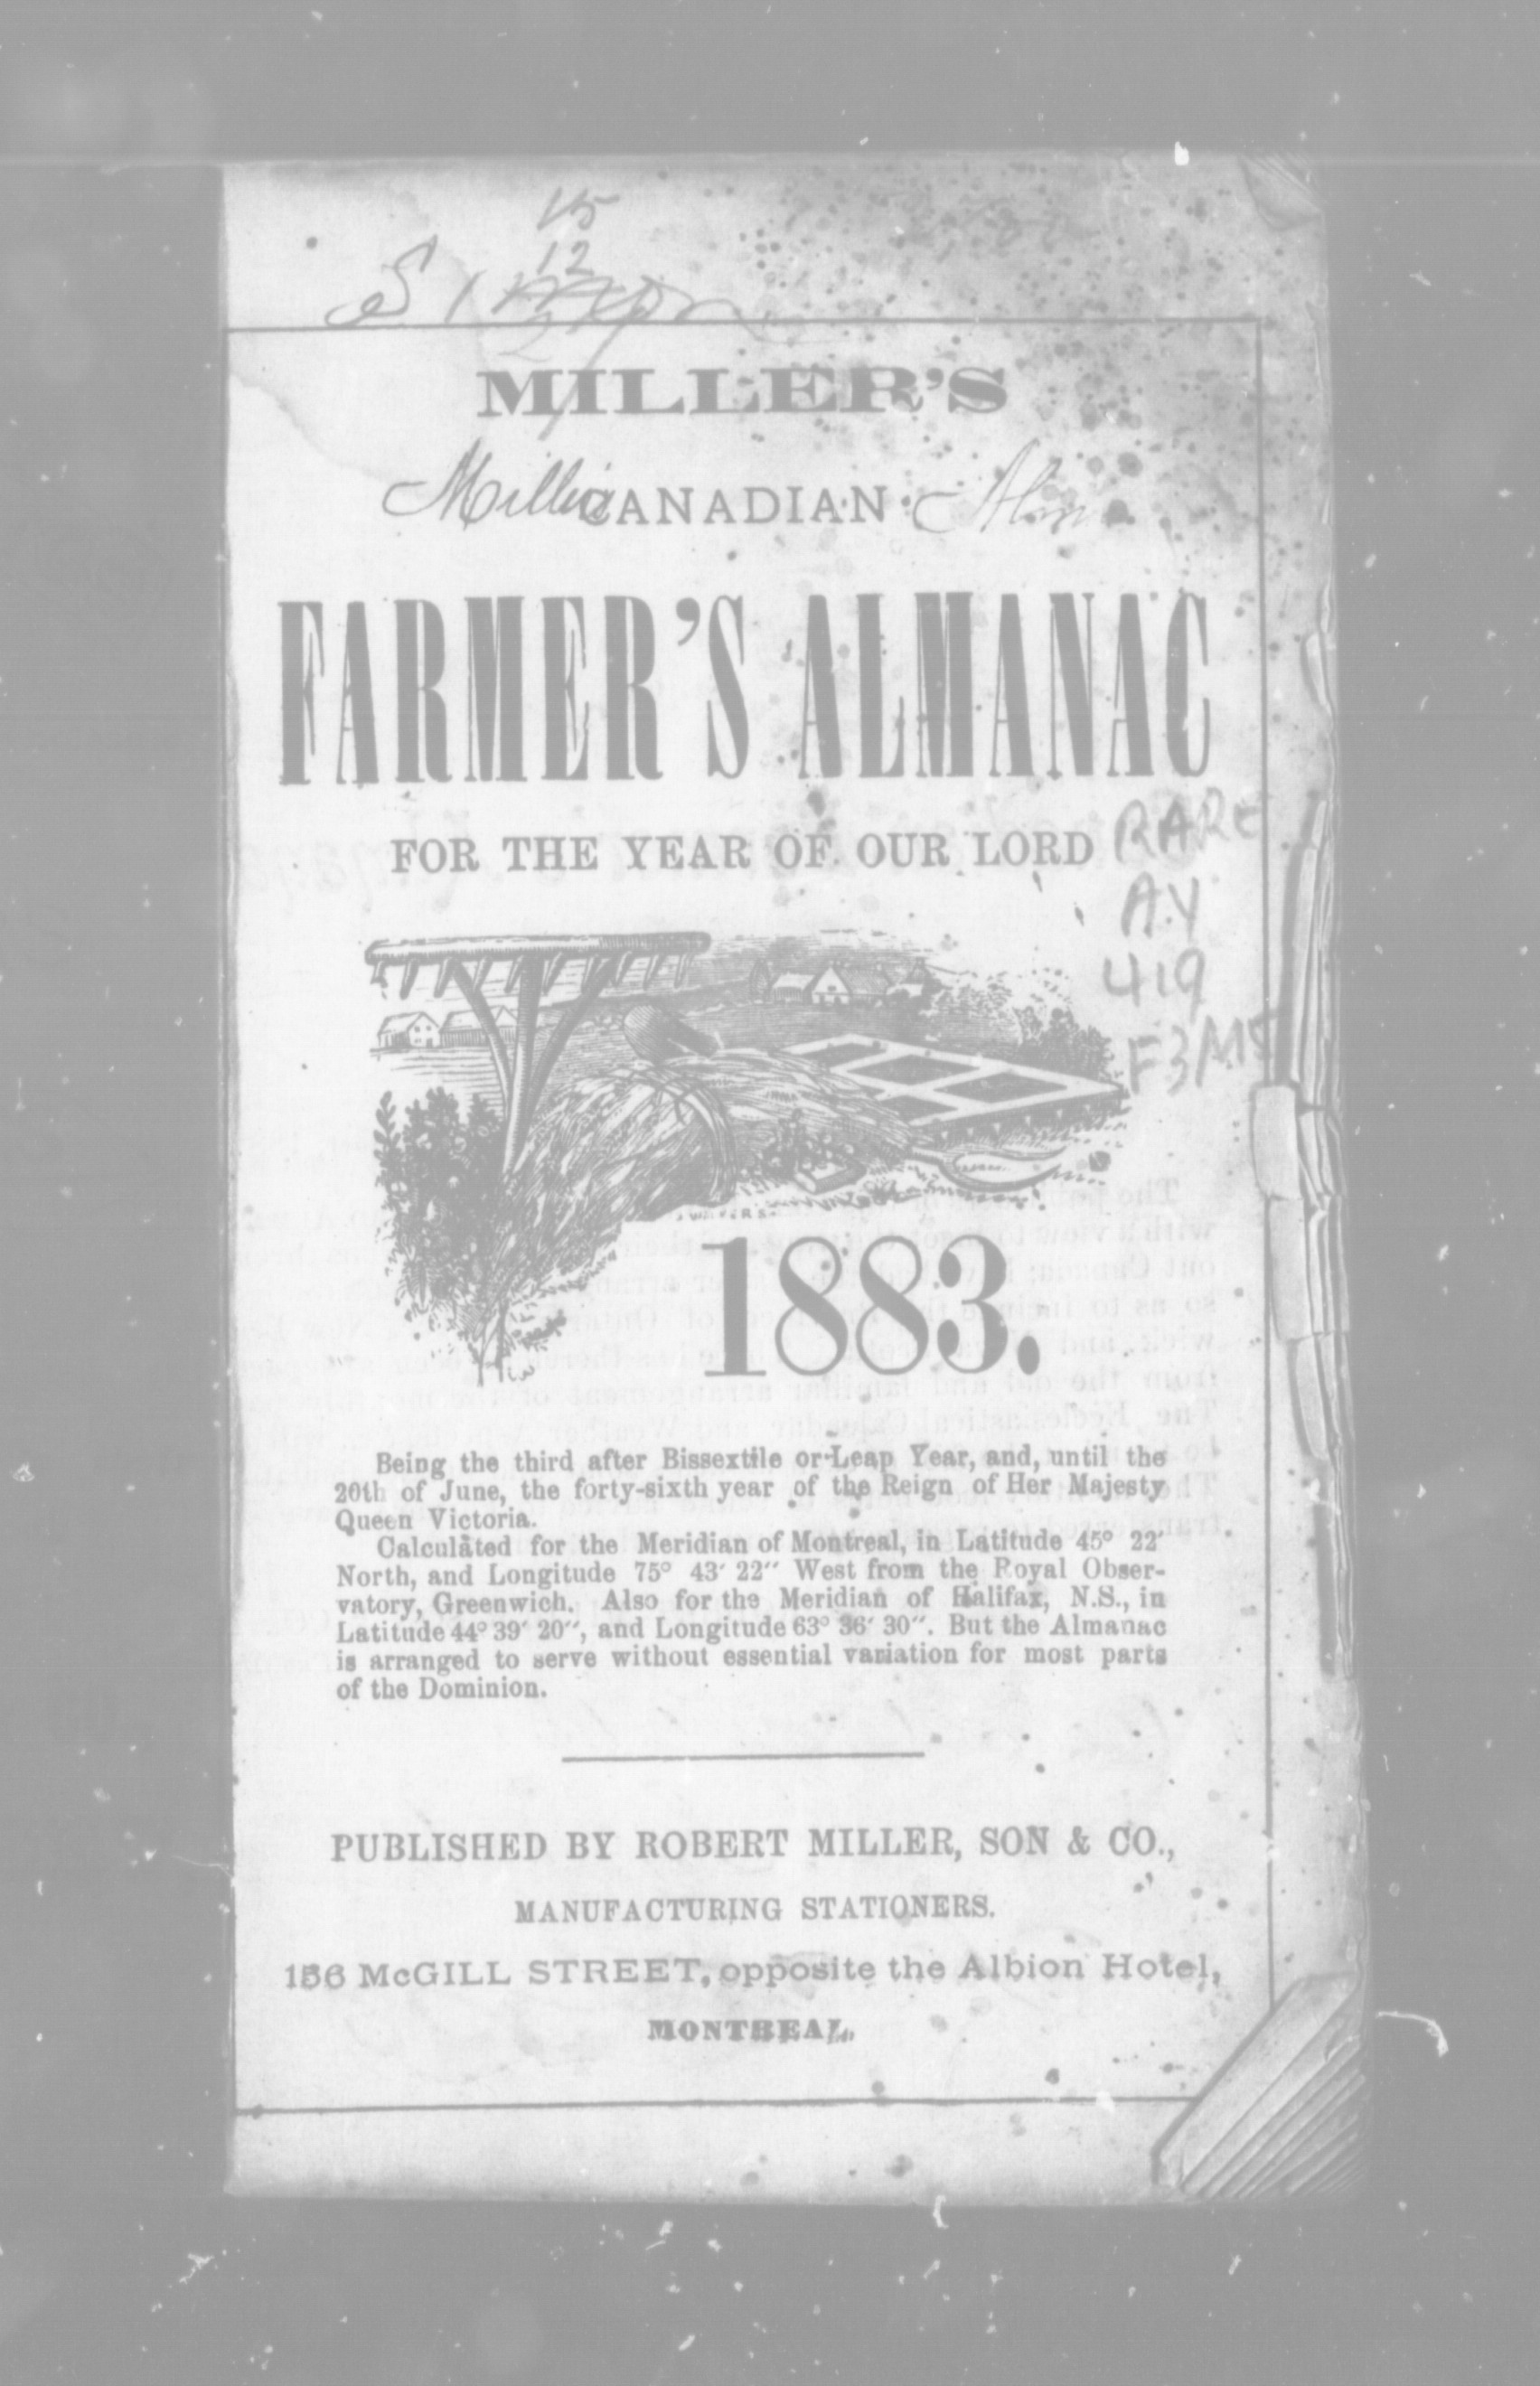 15
12
MILLER'S
CANADIAN
FARMER'S ALMANAC
FOR THE YEAR OF OUR LORD
RARE
AY
419
F3M5
1883.
Being the third after Bissextile or Leap Year, and, until the
20th of June, the forty-sixth year of the Reign of Her Majesty
Queen Victoria.
Calculated for the Meridian of Montreal, in Latitude 45° 22′
North, and Longitude 75° 43′ 22″ West from the Royal Obser-
vatory, Greenwich. Also for the Meridian of Halifax, N.S., in
Latitude 44° 39′ 20″, and Longitude 63° 36′ 30″. But the Almanac
is arranged to serve without essential variation for most parts
of the Dominion.
PUBLISHED BY ROBERT MILLER, SON & CO.,
MANUFACTURING STATIONERS.
156 McGILL STREET, opposite the Albion Hotel,
MONTREAL.